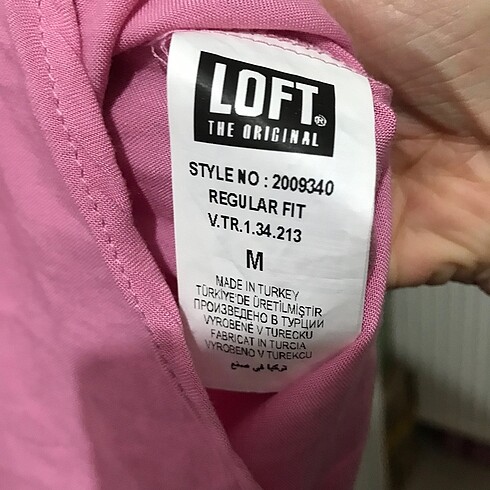 LOFT®
THE ORIGINAL
STYLE NO : 2009340
REGULAR FIT
V.TR.1.34.213
M
MADE IN TURKEY
TÜRKİYE'DE ÜRETİLMİŞTİR
ПРОИЗВЕДЕНО В ТУРЦИИ
VYROBENÉ V TURECKU
FABRICAT IN TURCIA
VYROBENO V TURECKU
تركيا في صنع